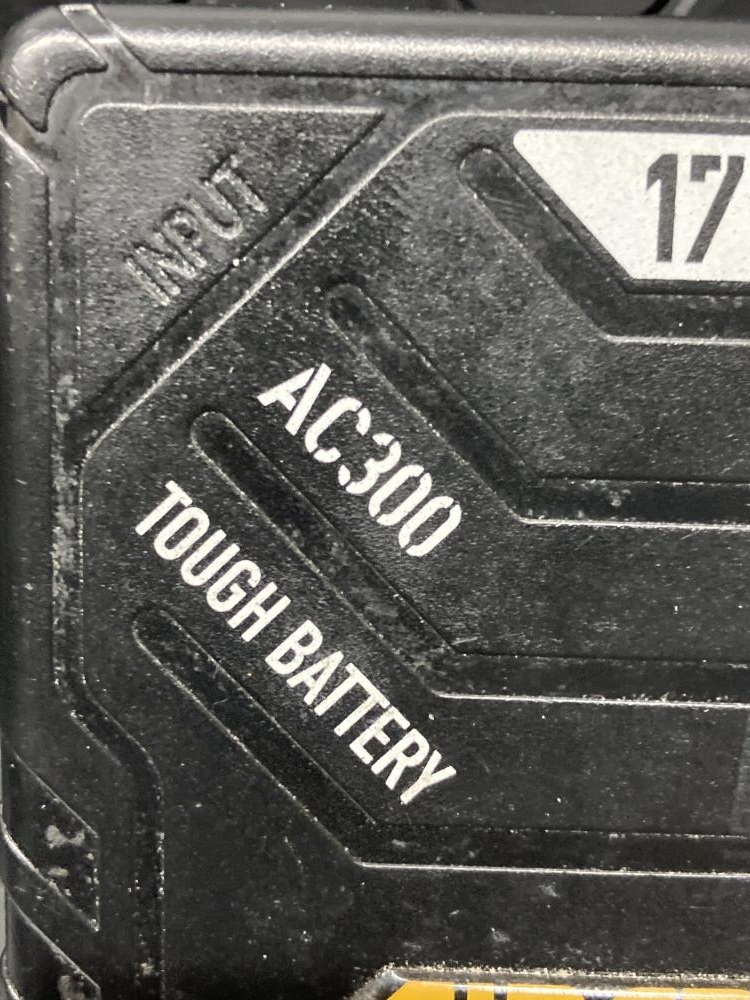 INPUT
17
AC300
TOUGH BATTERY